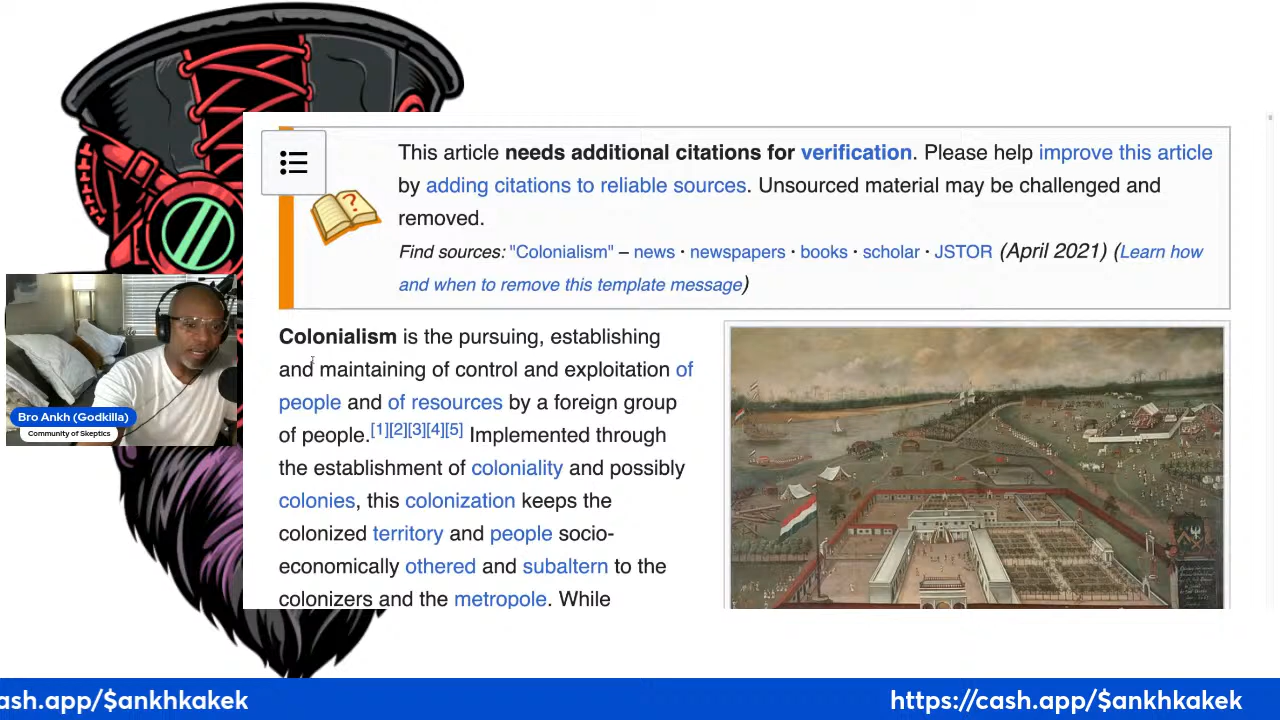 This article needs additional citations for verification. Please help improve this article
by adding citations to reliable sources. Unsourced material may be challenged and
removed.
Find sources: "Colonialism" – news · newspapers · books · scholar · JSTOR (April 2021) (Learn how
and when to remove this template message)
Colonialism is the pursuing, establishing
and maintaining of control and exploitation of
people and of resources by a foreign group
of people.[1][2][3][4][5] Implemented through
the establishment of coloniality and possibly
colonies, this colonization keeps the
colonized territory and people socio-
economically othered and subaltern to the
colonizers and the metropole. While
Bro Ankh (Godkilla)
Community of Skeptics
ash.app/$ankhkakek
https://cash.app/$ankhkakek